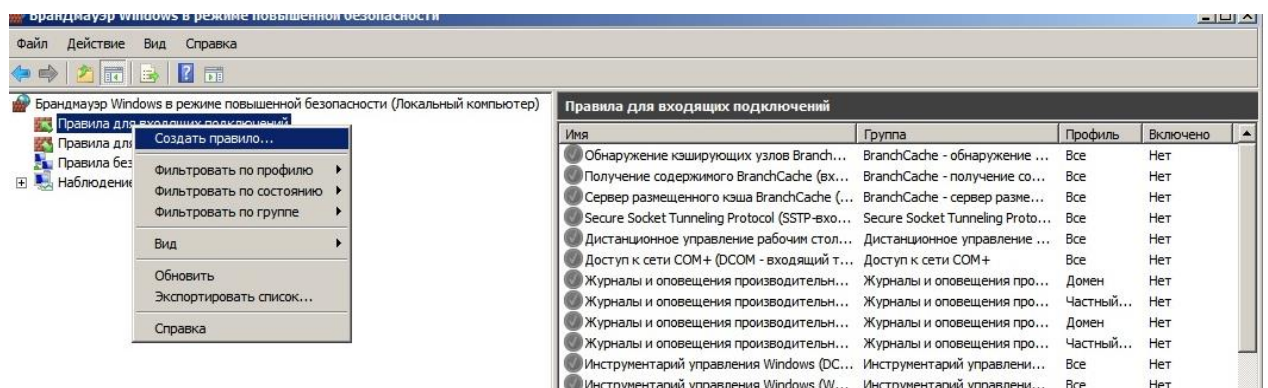 Брандмауэр Windows в режиме повышенной безопасности
Файл Действие Вид Справка
Брандмауэр Windows в режиме повышенной безопасности (Локальный компьютер)
Правила для входящих подключений
Правила для
Правила без
Наблюдение
Создать правило...
Фильтровать по профилю
Фильтровать по состоянию
Фильтровать по группе
Вид
Обновить
Экспортировать список...
Справка
Правила для входящих подключений
Имя Группа Профиль Включено
Обнаружение кэширующих узлов Branch... BranchCache - обнаружение ... Все Нет
Получение содержимого BranchCache (вх... BranchCache - получение со... Все Нет
Сервер размещенного кэша BranchCache (... BranchCache - сервер разме... Все Нет
Secure Socket Tunneling Protocol (SSTP-вхо... Secure Socket Tunneling Proto... Все Нет
Дистанционное управление рабочим стол... Дистанционное управление ... Все Нет
Доступ к сети COM+ (DCOM - входящий т... Доступ к сети COM+ Все Нет
Журналы и оповещения производительн... Журналы и оповещения про... Домен Нет
Журналы и оповещения производительн... Журналы и оповещения про... Частный... Нет
Журналы и оповещения производительн... Журналы и оповещения про... Домен Нет
Журналы и оповещения производительн... Журналы и оповещения про... Частный... Нет
Инструментарий управления Windows (DC... Инструментарий управлени... Все Нет
Инструментарий управления Windows (W... Инструментарий управлени... Все Нет